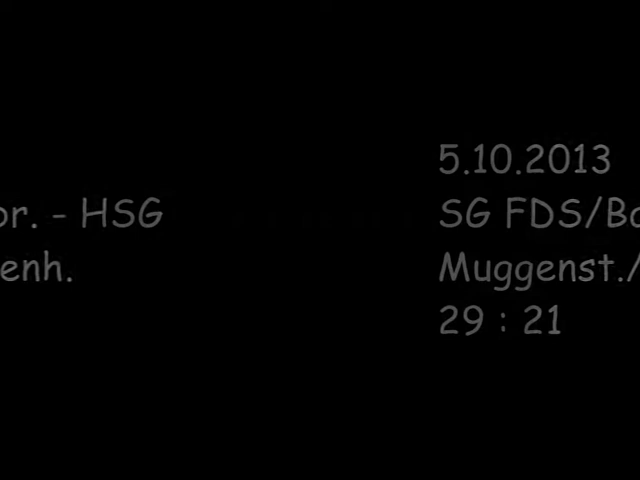 5.10.2013
or. - HSG
SG FDS/Ba
enh.
Muggenst./
29 : 21